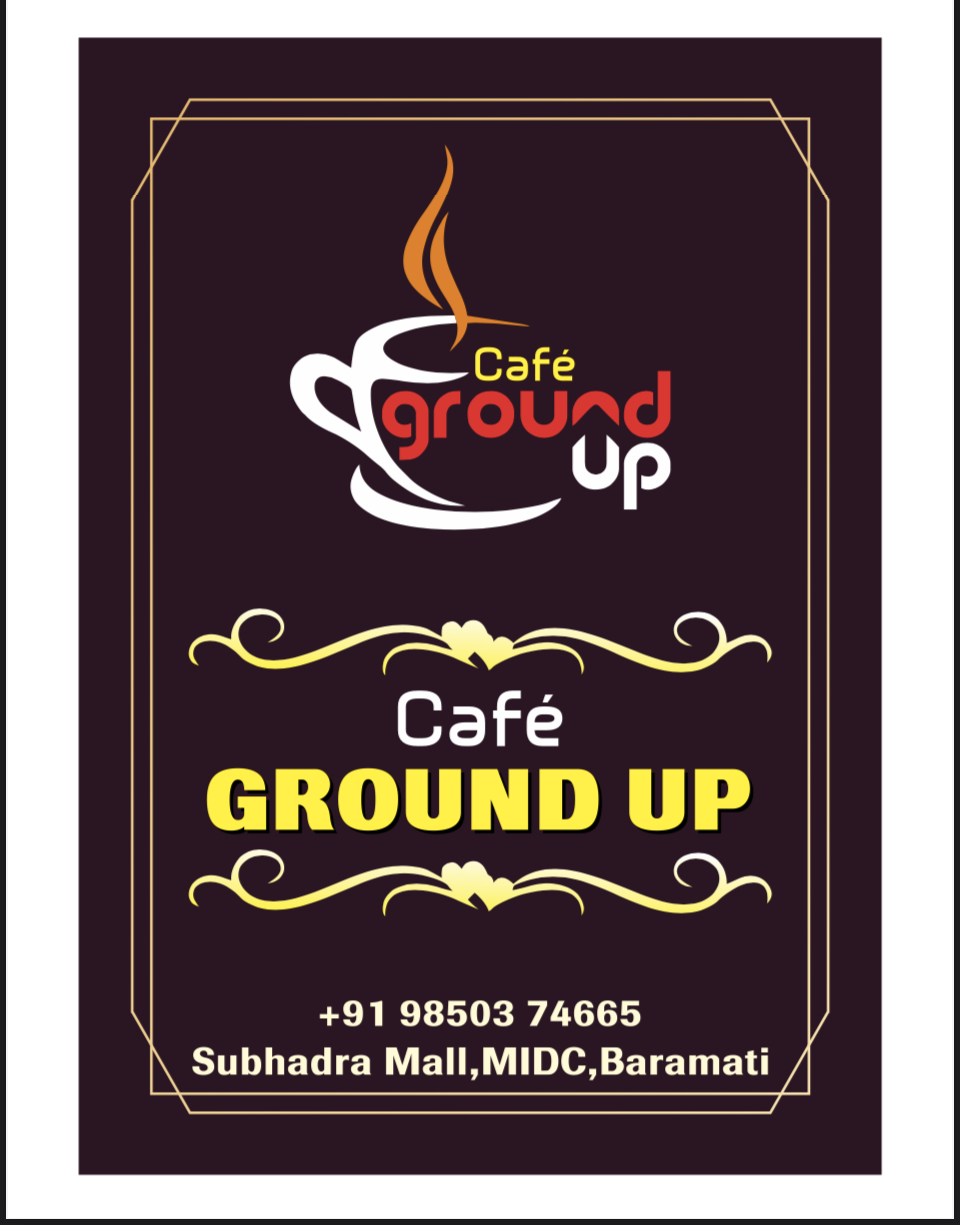 Café
ground
up
Café
GROUND UP
+91 98503 74665
Subhadra Mall,MIDC,Baramati